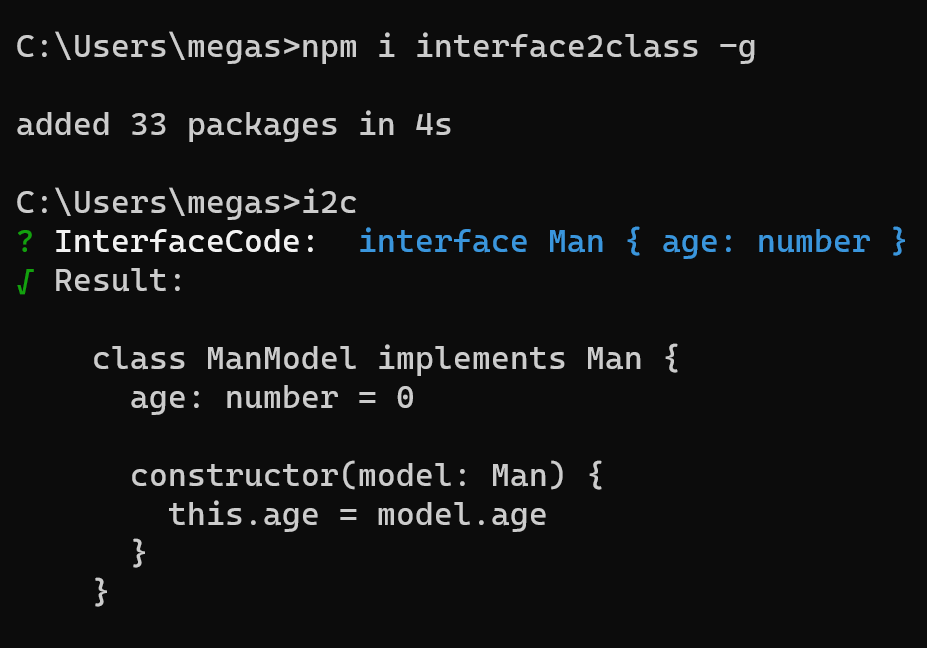 C:\Users\megas>npm i interface2class -g
added 33 packages in 4s
C:\Users\megas>i2c
? InterfaceCode:  interface Man { age: number }
√ Result:
class ManModel implements Man {
age: number = 0
constructor(model: Man) {
this.age = model.age
}
}